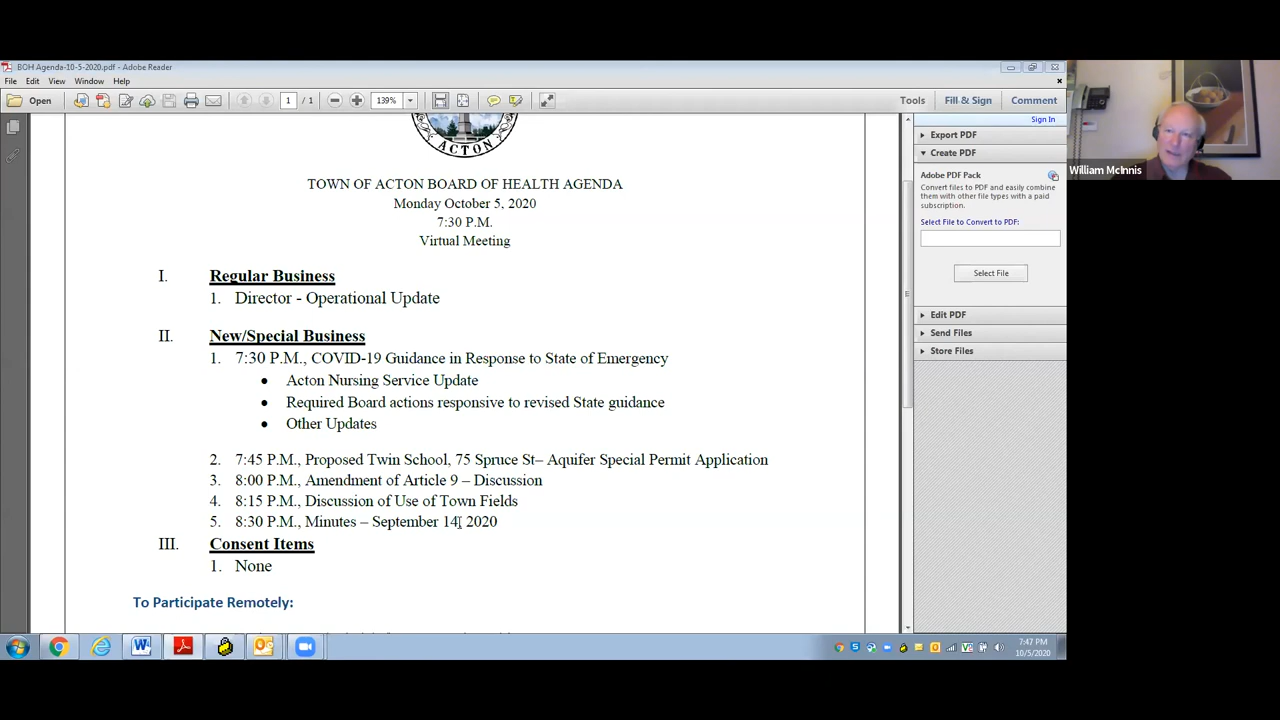 BOH Agenda-10-5-2020.pdf - Adobe Reader
File Edit View Window Help
Open 1 / 1 139% Tools Fill & Sign Comment
Sign In
Export PDF
Create PDF
Adobe PDF Pack
Convert files to PDF and easily combine
them with other file types with a paid
subscription.
Select File to Convert to PDF:
Select File
Edit PDF
Send Files
Store Files
William McInnis
ACTON
TOWN OF ACTON BOARD OF HEALTH AGENDA
Monday October 5, 2020
7:30 P.M.
Virtual Meeting
I. Regular Business
1. Director - Operational Update
II. New/Special Business
1. 7:30 P.M., COVID-19 Guidance in Response to State of Emergency
• Acton Nursing Service Update
• Required Board actions responsive to revised State guidance
• Other Updates
2. 7:45 P.M., Proposed Twin School, 75 Spruce St– Aquifer Special Permit Application
3. 8:00 P.M., Amendment of Article 9 – Discussion
4. 8:15 P.M., Discussion of Use of Town Fields
5. 8:30 P.M., Minutes – September 14, 2020
III. Consent Items
1. None
To Participate Remotely:
7:47 PM
10/5/2020